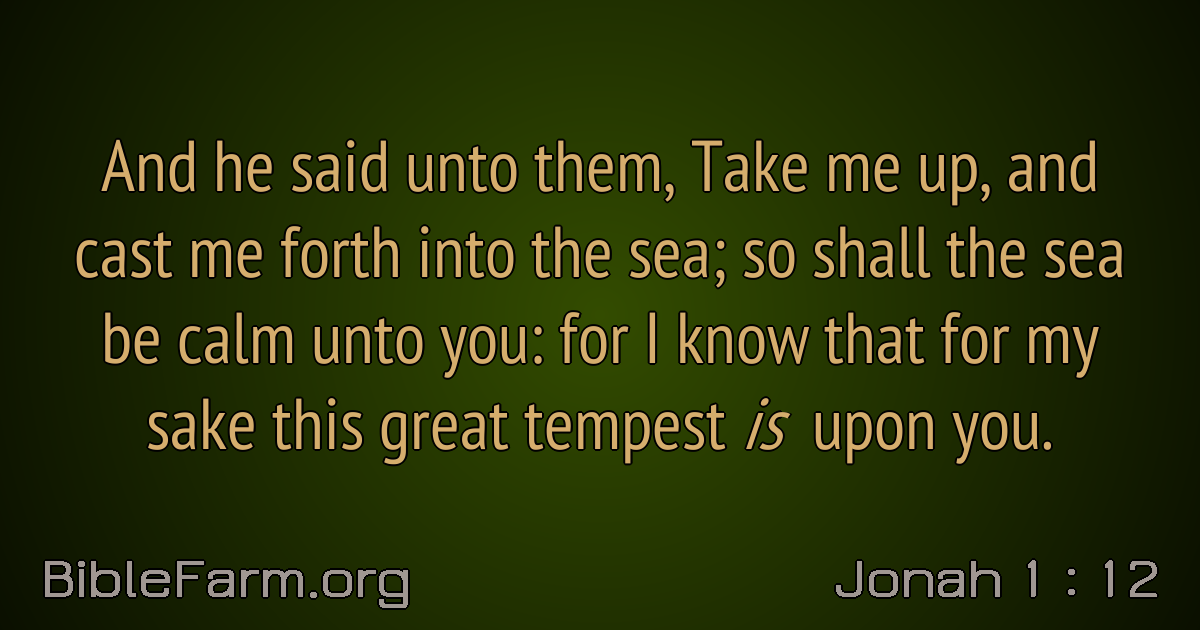 And he said unto them, Take me up, and
cast me forth into the sea; so shall the sea
be calm unto you: for I know that for my
sake this great tempest is upon you.
BibleFarm.org
Jonah 1 : 12